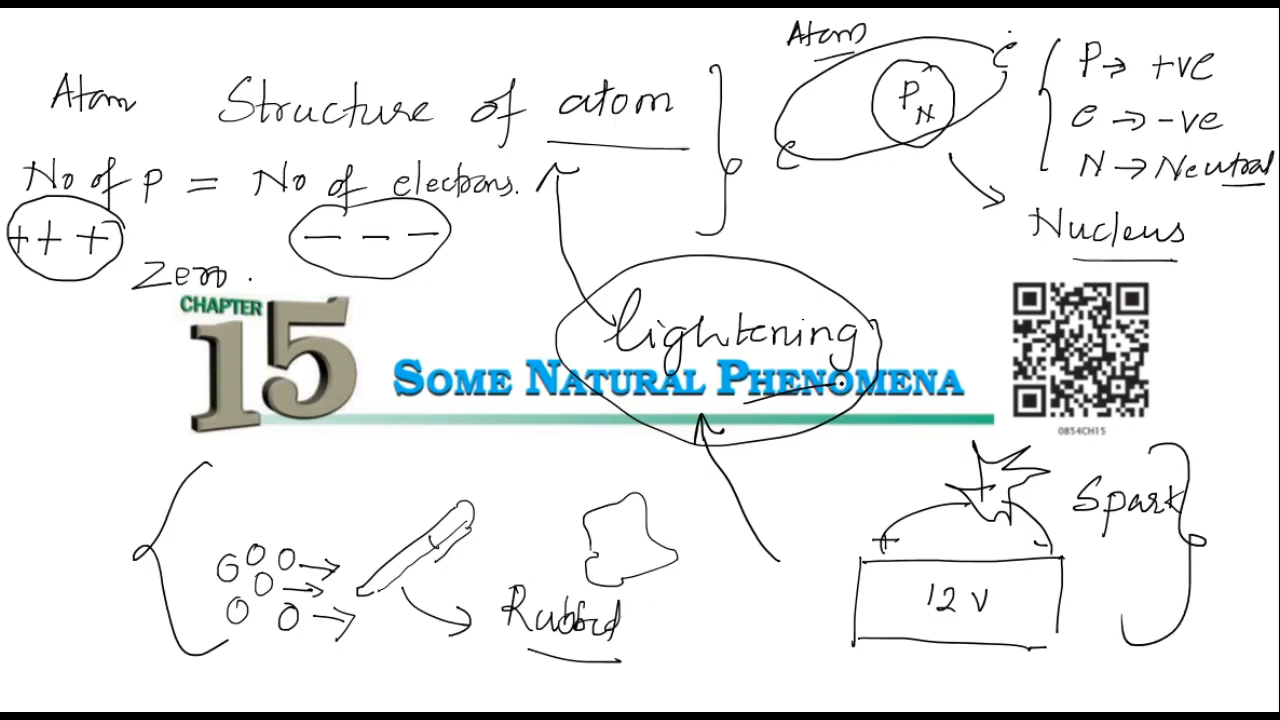 Atom
Atom
Structure of atom
P N
e
e
P → +ve
e → -ve
N → Neutral
Nucleus
No of P = No of electrons.
+ + +
− − −
Zero.
CHAPTER
15
lightening
SOME NATURAL PHENOMENA
0854CH15
Spark
+ -
12 V
Rubbed